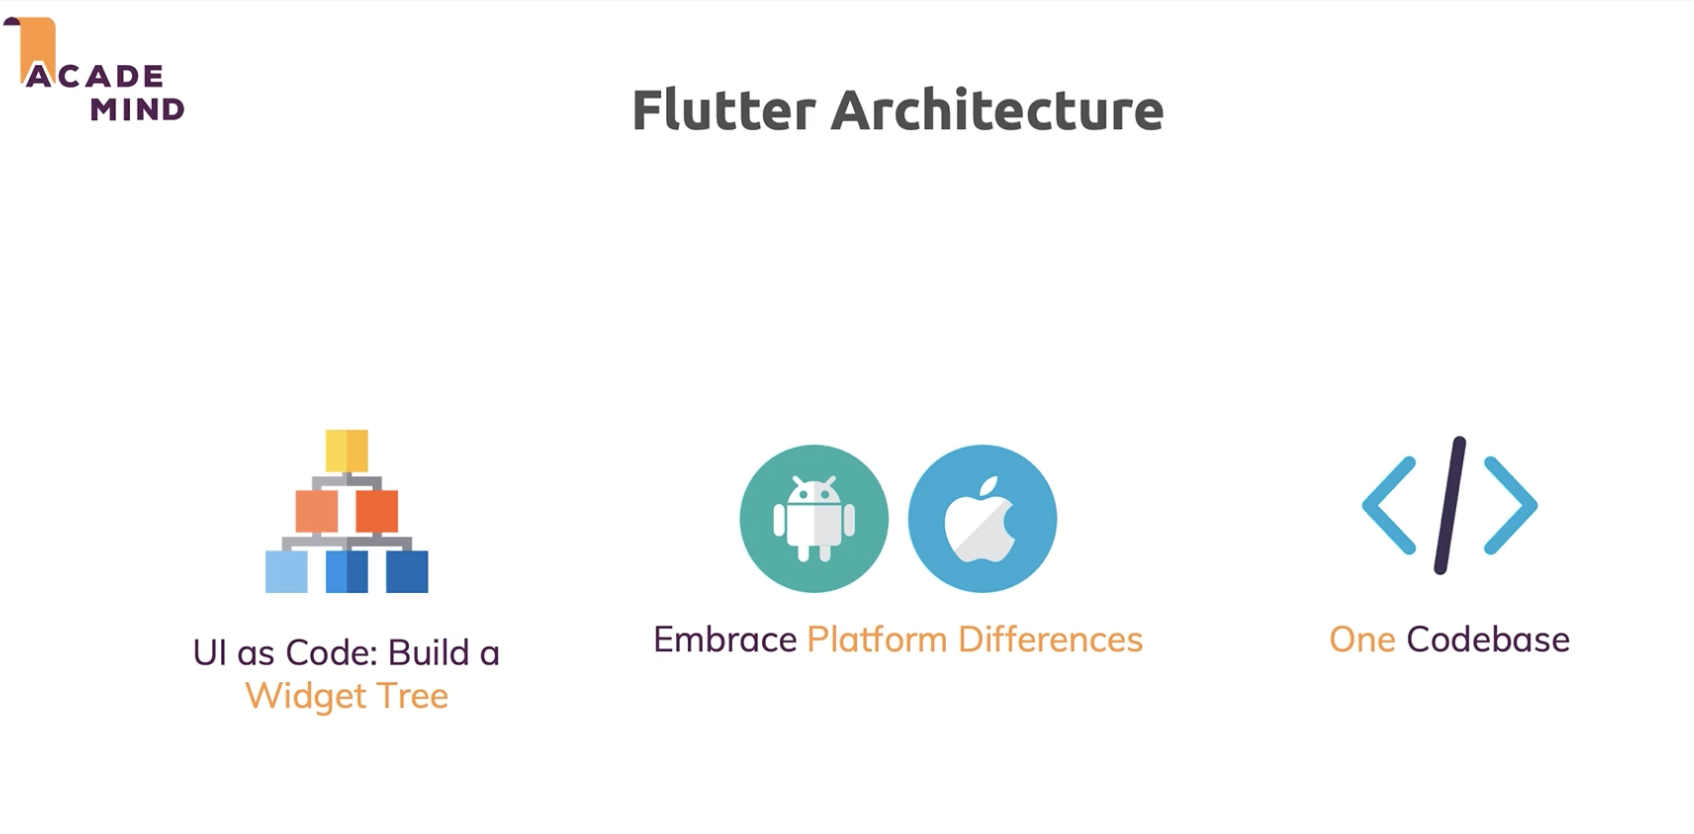 ACADE
MIND
Flutter Architecture
UI as Code: Build a
Widget Tree
Embrace Platform Differences
One Codebase